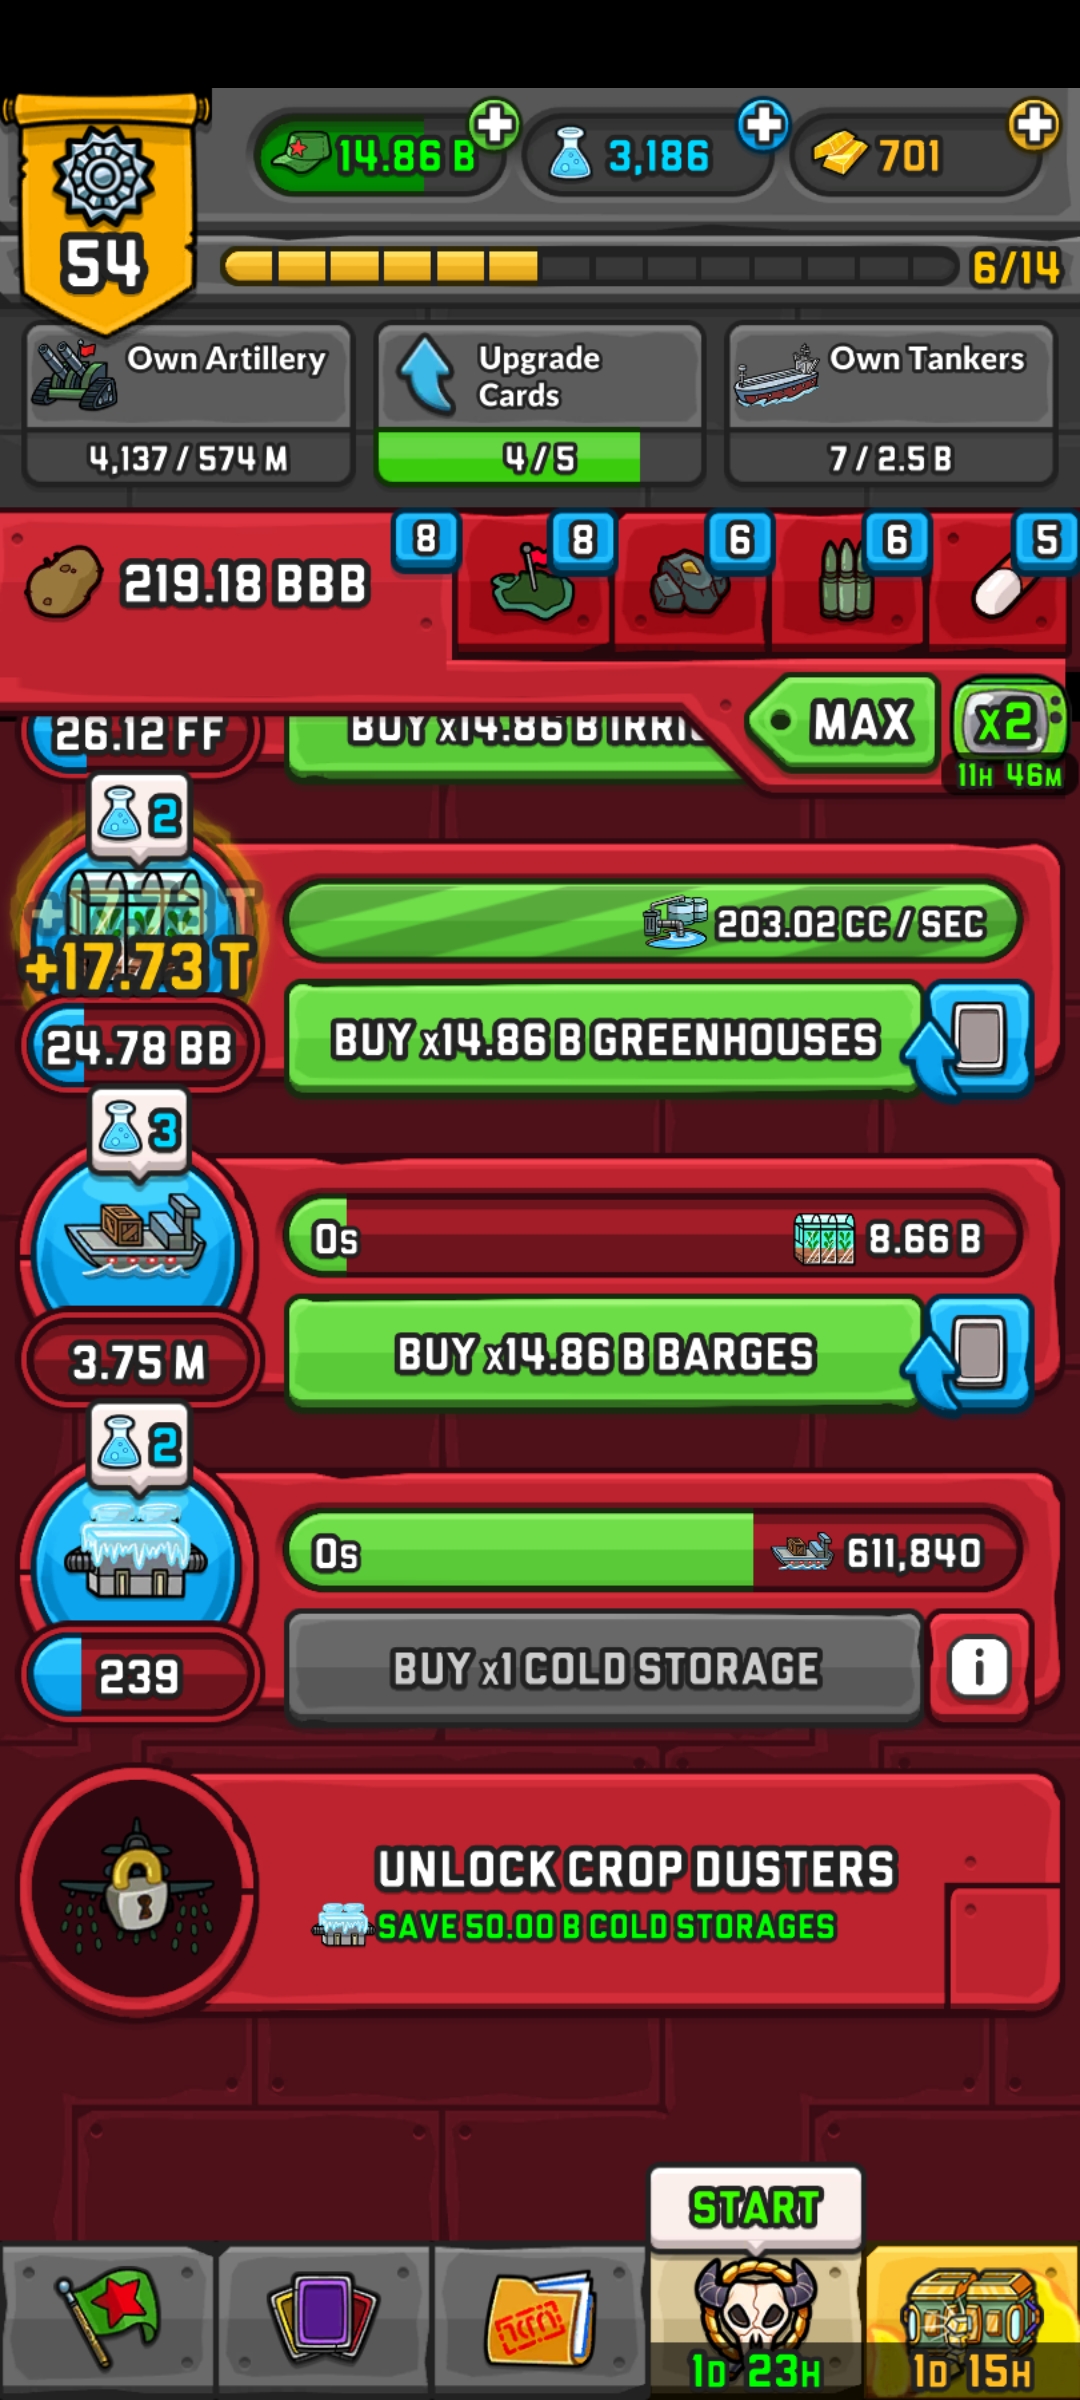 54
14.86 B
3,186
701
6/14
Own Artillery
4,137 / 574 M
Upgrade
Cards
4 / 5
Own Tankers
7 / 2.5 B
219.18 BBB
8
8
6
6
5
MAX
x2
11H 46M
26.12 FF
BUY x14.86 B
2
+17.73 T
+17.73 T
203.02 CC / SEC
24.78 BB
BUY x14.86 B GREENHOUSES
3
0s
8.66 B
3.75 M
BUY x14.86 B BARGES
2
0s
611,840
239
BUY x1 COLD STORAGE
i
UNLOCK CROP DUSTERS
SAVE 50.00 B COLD STORAGES
START
1D 23H
1D 15H